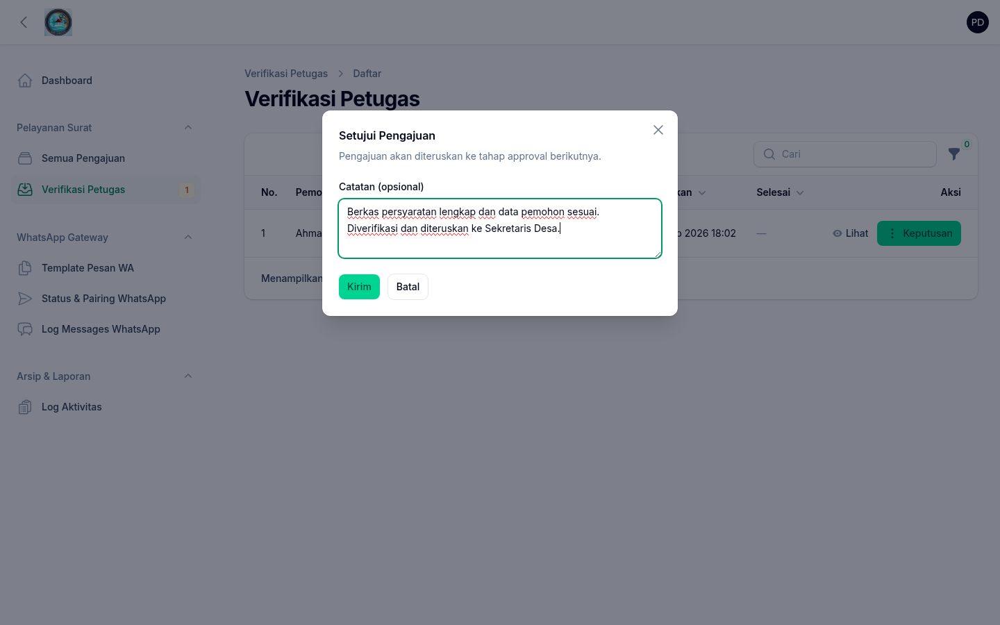 PD
Dashboard
Pelayanan Surat
Semua Pengajuan
Verifikasi Petugas 1
WhatsApp Gateway
Template Pesan WA
Status & Pairing WhatsApp
Log Messages WhatsApp
Arsip & Laporan
Log Aktivitas
Verifikasi Petugas > Daftar
Verifikasi Petugas
Cari
0
No. Pemo kan Selesai Aksi
1 Ahma 2026 18:02 — Lihat Keputusan
Menampilkan
Setujui Pengajuan
Pengajuan akan diteruskan ke tahap approval berikutnya.
Catatan (opsional)
Berkas persyaratan lengkap dan data pemohon sesuai.
Diverifikasi dan diteruskan ke Sekretaris Desa.
Kirim Batal